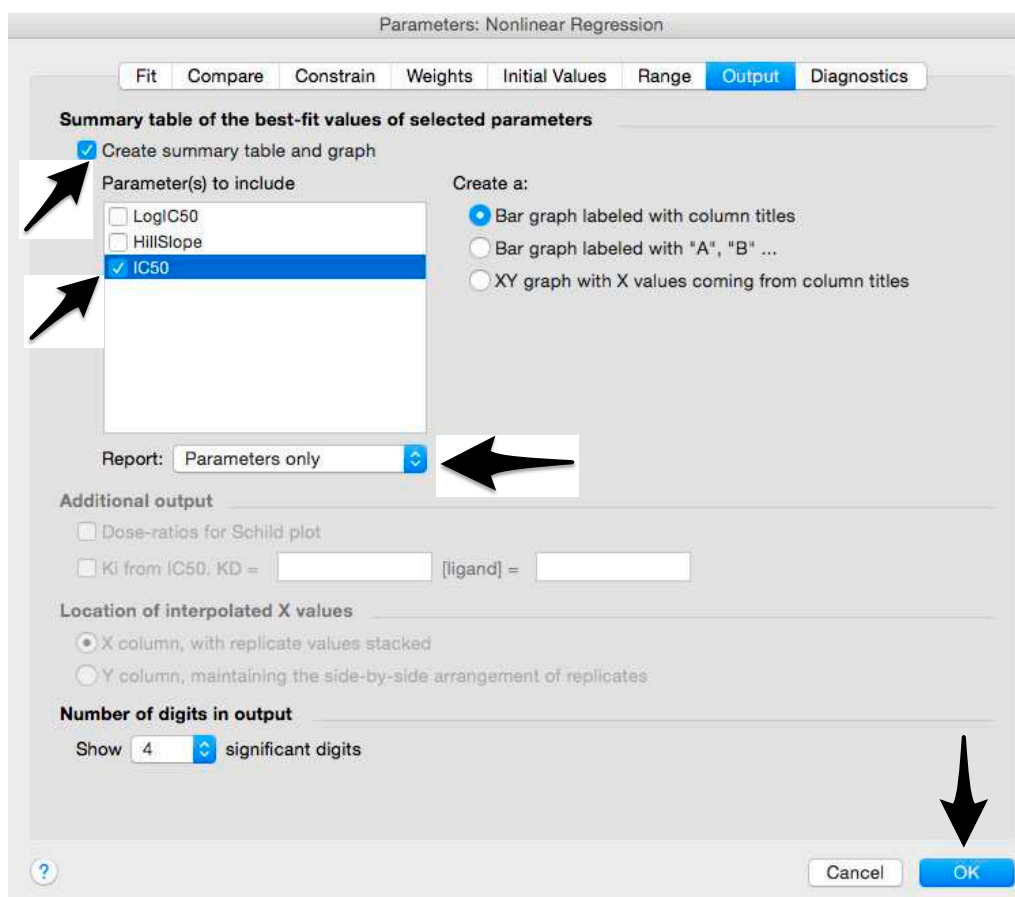 Parameters: Nonlinear Regression
Fit Compare Constrain Weights Initial Values Range Output Diagnostics
Summary table of the best-fit values of selected parameters
Create summary table and graph
Parameter(s) to include
Create a:
LogIC50
HillSlope
IC50
Bar graph labeled with column titles
Bar graph labeled with "A", "B" ...
XY graph with X values coming from column titles
Report: Parameters only
Additional output
Dose-ratios for Schild plot
Ki from IC50. KD = [ligand] =
Location of interpolated X values
X column, with replicate values stacked
Y column, maintaining the side-by-side arrangement of replicates
Number of digits in output
Show 4 significant digits
? Cancel OK